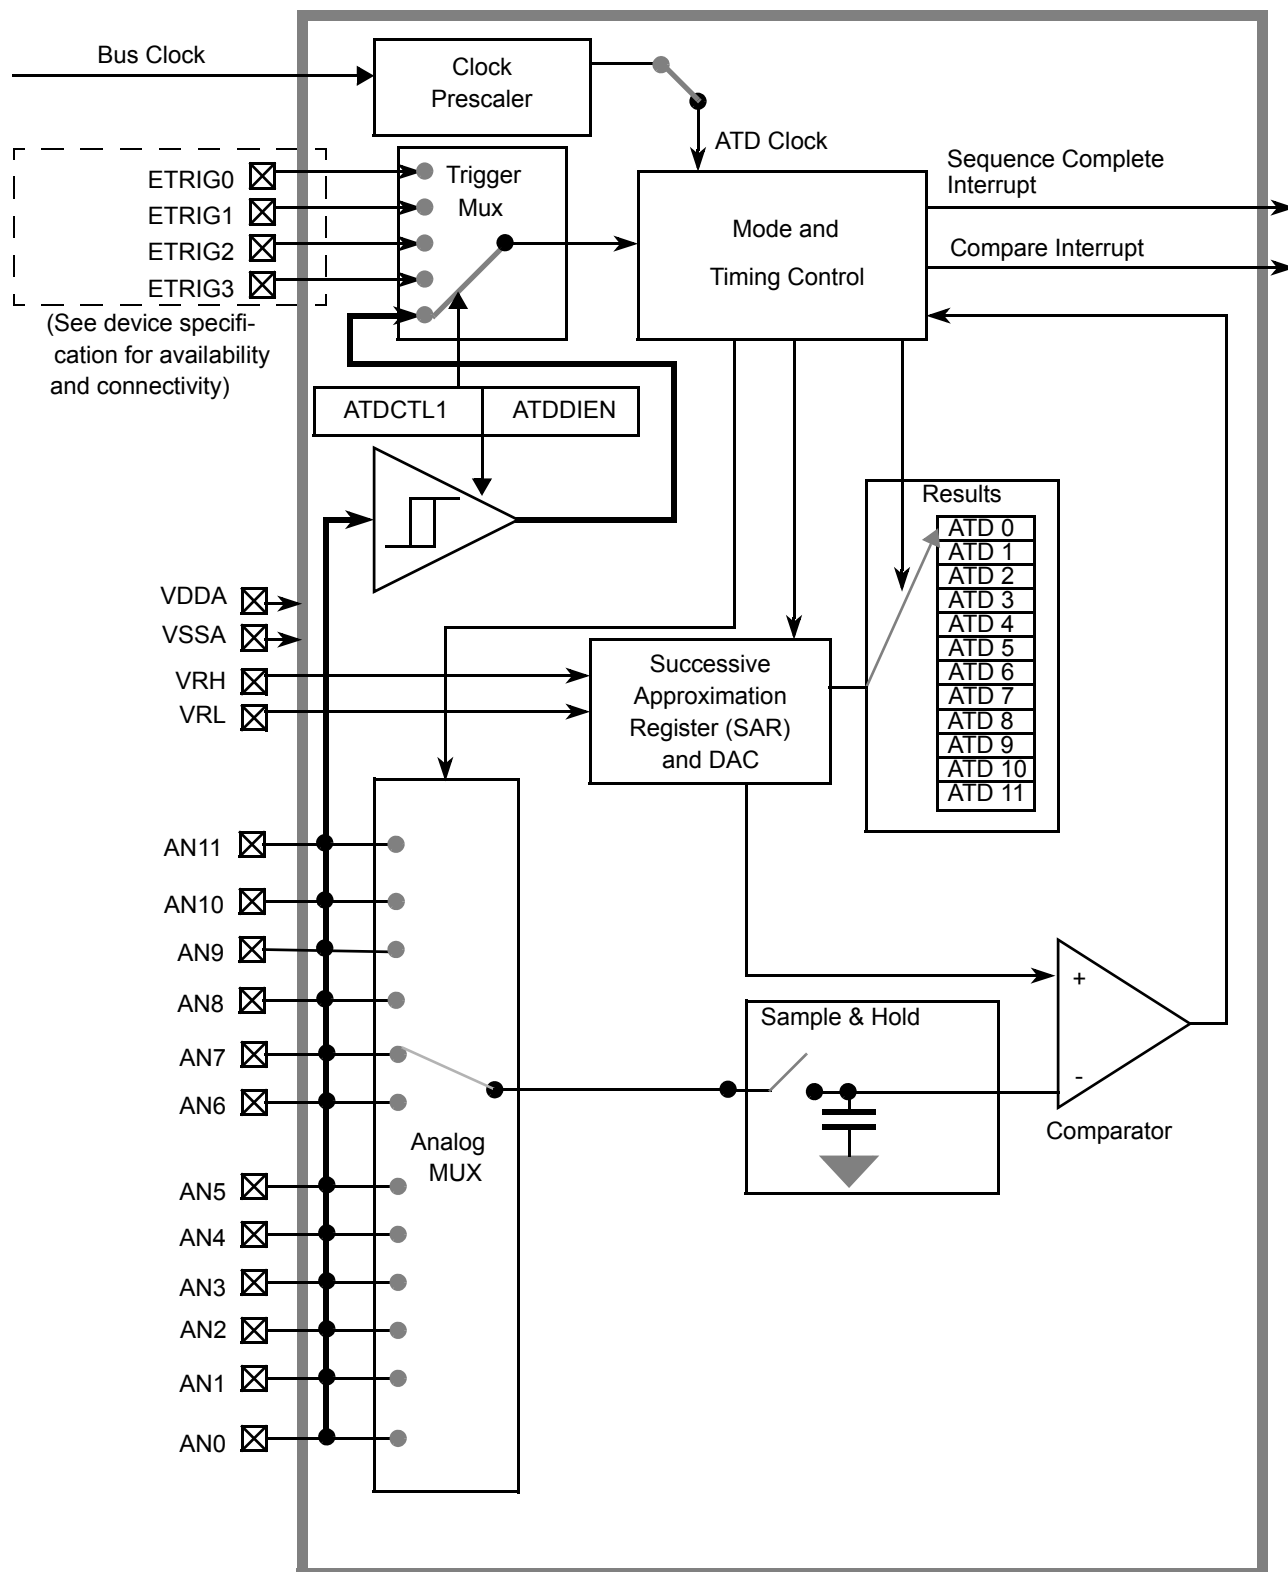 Bus Clock
Clock
Prescaler
ATD Clock
ETRIG0
ETRIG1
ETRIG2
ETRIG3
(See device specifi-
cation for availability
and connectivity)
Trigger
Mux
Mode and
Timing Control
Sequence Complete
Interrupt
Compare Interrupt
ATDCTL1
ATDDIEN
Results
ATD 0
ATD 1
ATD 2
ATD 3
ATD 4
ATD 5
ATD 6
ATD 7
ATD 8
ATD 9
ATD 10
ATD 11
VDDA
VSSA
VRH
VRL
Successive
Approximation
Register (SAR)
and DAC
AN11
AN10
AN9
AN8
AN7
AN6
AN5
AN4
AN3
AN2
AN1
AN0
Analog
MUX
Sample & Hold
+
-
Comparator